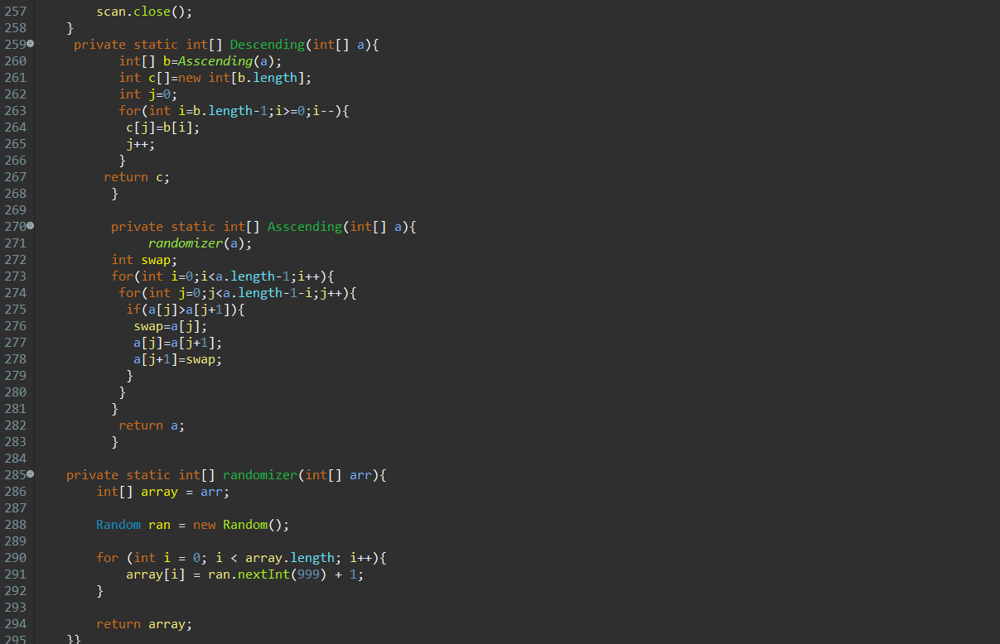 257         scan.close();
258     }
259      private static int[] Descending(int[] a){
260            int[] b=Asscending(a);
261            int c[]=new int[b.length];
262            int j=0;
263            for(int i=b.length-1;i>=0;i--){
264             c[j]=b[i];
265             j++;
266            }
267          return c;
268           }
269
270           private static int[] Asscending(int[] a){
271                randomizer(a);
272           int swap;
273           for(int i=0;i<a.length-1;i++){
274            for(int j=0;j<a.length-1-i;j++){
275             if(a[j]>a[j+1]){
276              swap=a[j];
277              a[j]=a[j+1];
278              a[j+1]=swap;
279             }
280            }
281           }
282            return a;
283           }
284
285     private static int[] randomizer(int[] arr){
286         int[] array = arr;
287
288         Random ran = new Random();
289
290         for (int i = 0; i < array.length; i++){
291             array[i] = ran.nextInt(999) + 1;
292         }
293
294         return array;
295     }}